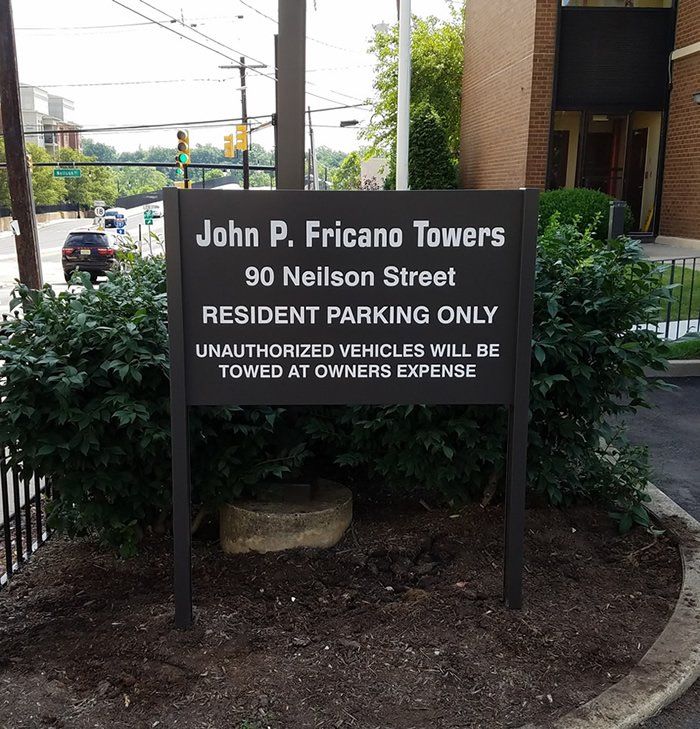 John P. Fricano Towers
90 Neilson Street
RESIDENT PARKING ONLY
UNAUTHORIZED VEHICLES WILL BE
TOWED AT OWNERS EXPENSE